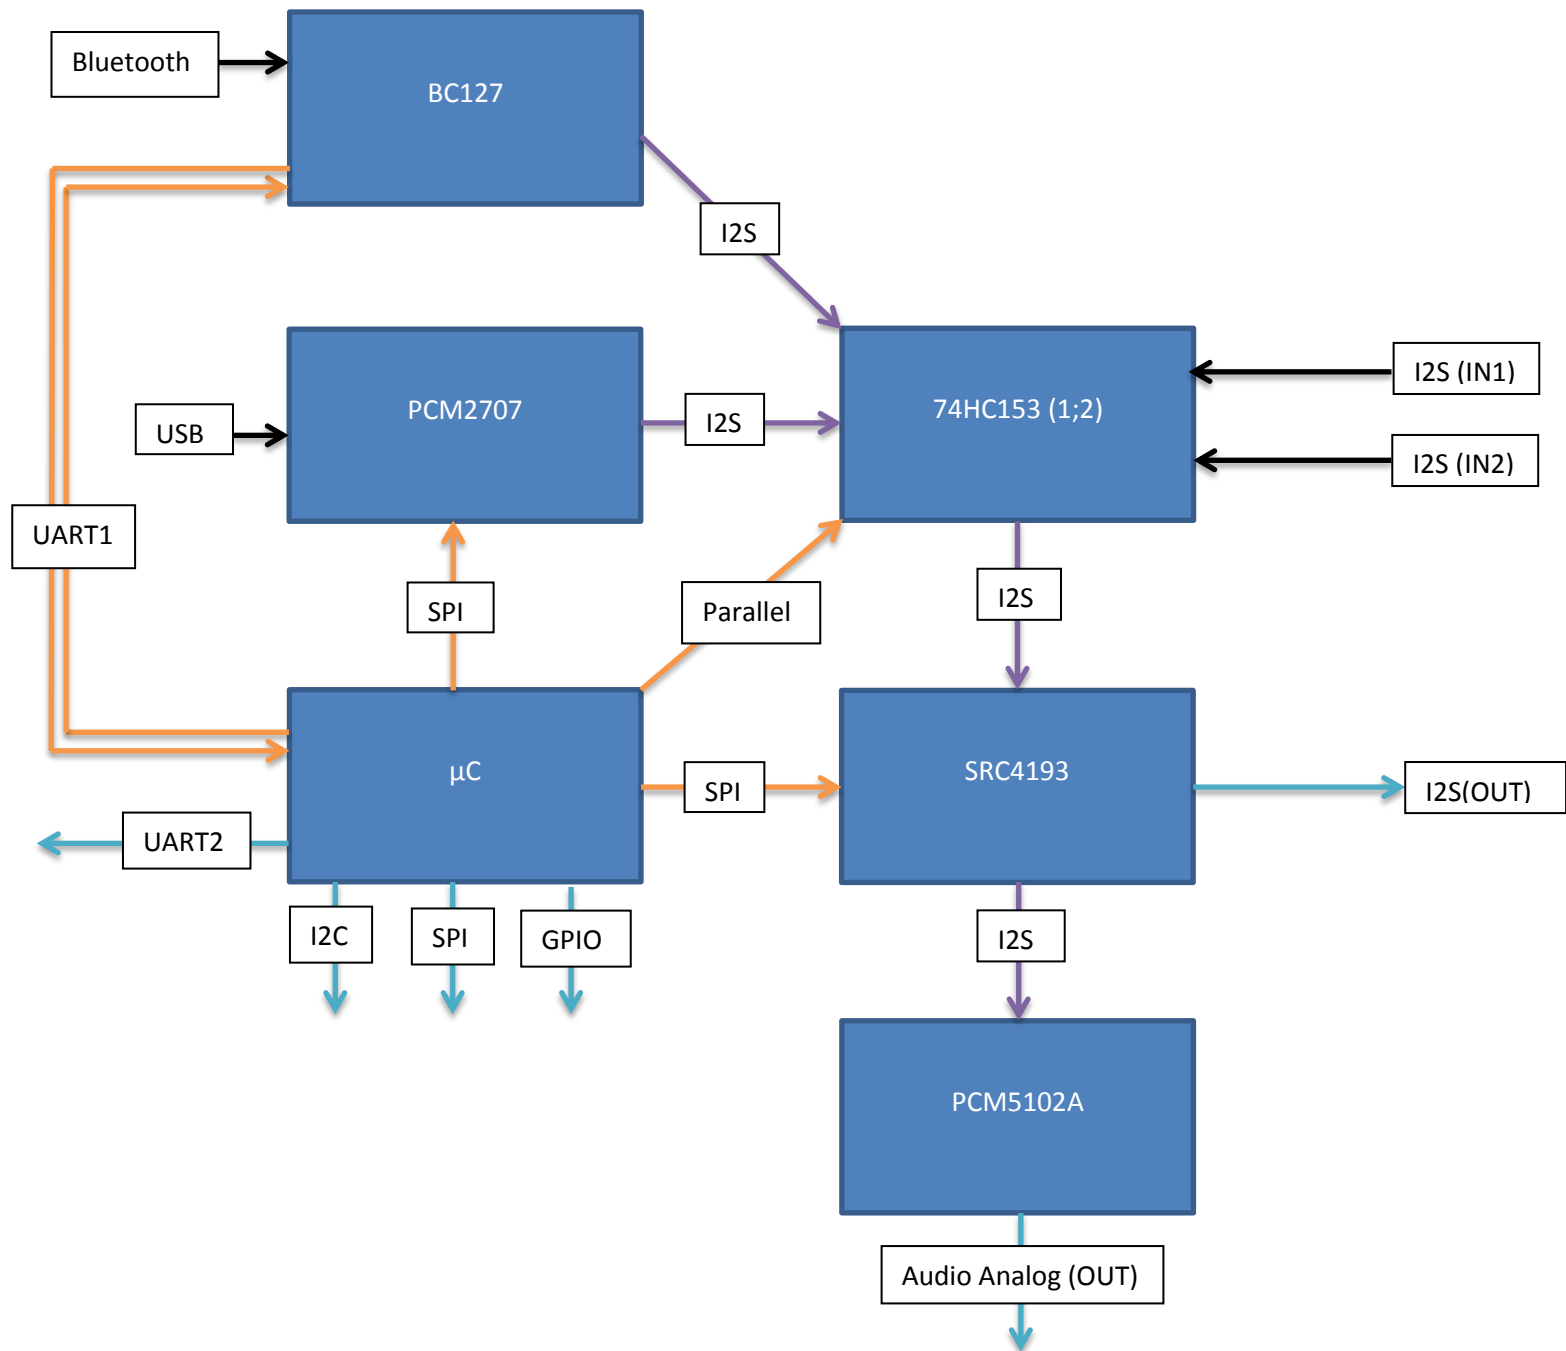 Bluetooth
BC127
I2S
PCM2707
74HC153 (1;2)
I2S (IN1)
USB
I2S
I2S (IN2)
UART1
SPI
Parallel
I2S
µC
SPI
SRC4193
I2S(OUT)
UART2
I2C
SPI
GPIO
I2S
PCM5102A
Audio Analog (OUT)